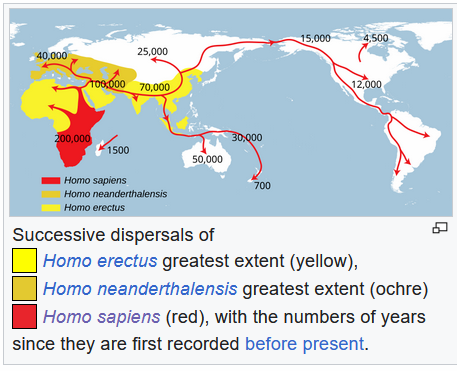 15,000
4,500
40,000
25,000
100,000
70,000
12,000
200,000
1500
30,000
50,000
700
Homo sapiens
Homo neanderthalensis
Homo erectus
Successive dispersals of
Homo erectus greatest extent (yellow),
Homo neanderthalensis greatest extent (ochre)
Homo sapiens (red), with the numbers of years
since they are first recorded before present.